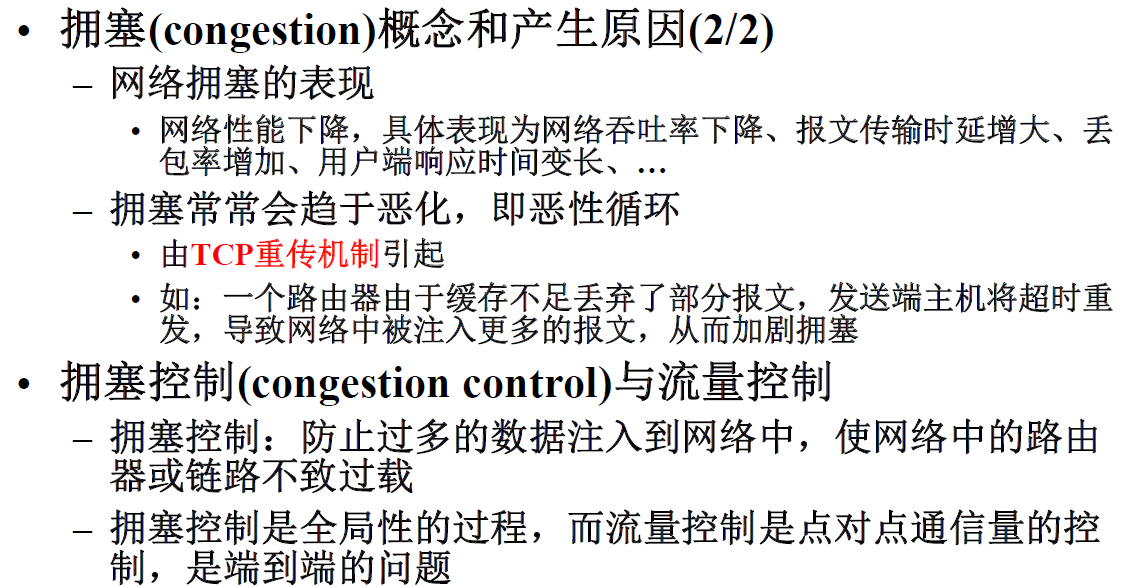 • 拥塞(congestion)概念和产生原因(2/2)
– 网络拥塞的表现
• 网络性能下降，具体表现为网络吞吐率下降、报文传输时延增大、丢
包率增加、用户端响应时间变长、…
– 拥塞常常会趋于恶化，即恶性循环
• 由TCP重传机制引起
• 如：一个路由器由于缓存不足丢弃了部分报文，发送端主机将超时重
发，导致网络中被注入更多的报文，从而加剧拥塞
• 拥塞控制(congestion control)与流量控制
– 拥塞控制：防止过多的数据注入到网络中，使网络中的路由
器或链路不致过载
– 拥塞控制是全局性的过程，而流量控制是点对点通信量的控
制，是端到端的问题